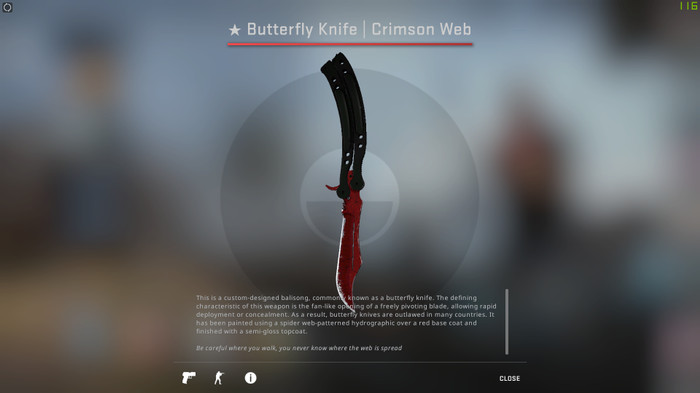 116
★ Butterfly Knife | Crimson Web
This is a custom-designed balisong, commonly known as a butterfly knife. The defining
characteristic of this weapon is the fan-like opening of a freely pivoting blade, allowing rapid
deployment or concealment. As a result, butterfly knives are outlawed in many countries. It
has been painted using a spider web-patterned hydrographic over a red base coat and
finished with a semi-gloss topcoat.
Be careful where you walk, you never know where the web is spread
CLOSE